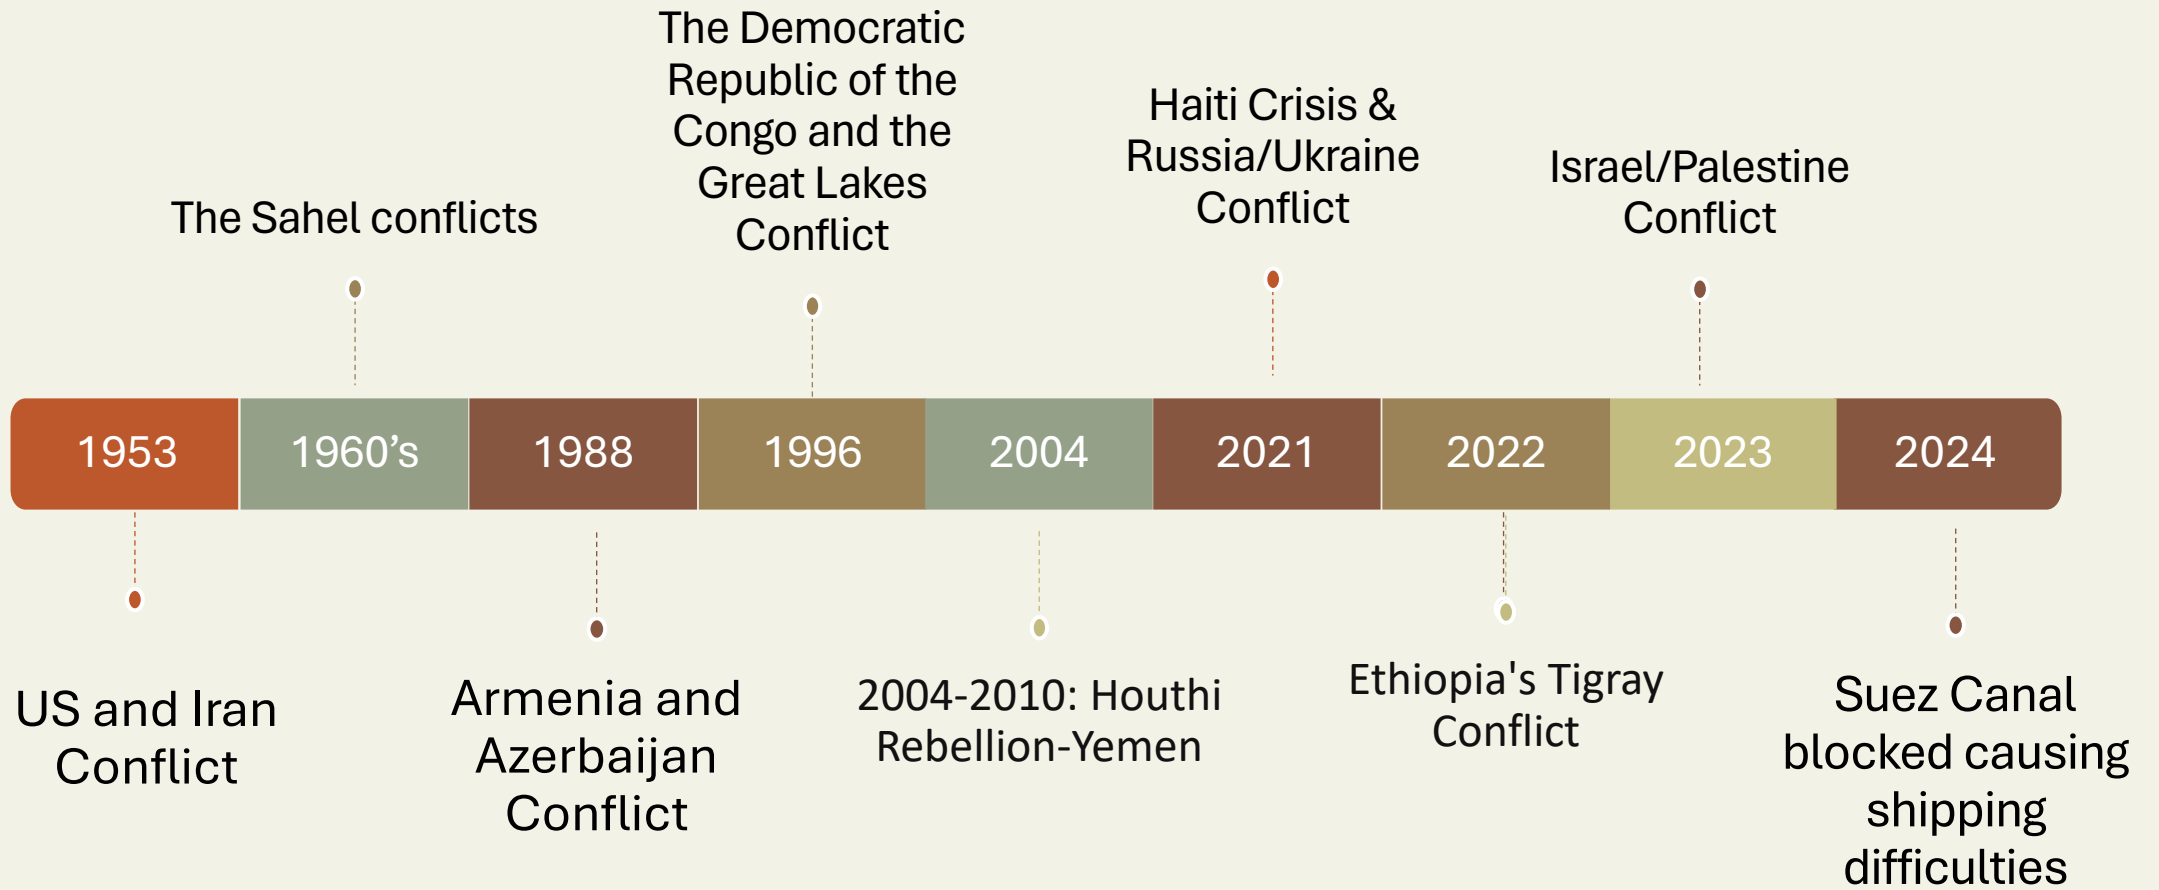 The Democratic
Republic of the
Congo and the
Great Lakes
Conflict
Haiti Crisis &
Russia/Ukraine
Conflict
Israel/Palestine
Conflict
The Sahel conflicts
1953
1960’s
1988
1996
2004
2021
2022
2023
2024
US and Iran
Conflict
Armenia and
Azerbaijan
Conflict
2004-2010: Houthi
Rebellion-Yemen
Ethiopia's Tigray
Conflict
Suez Canal
blocked causing
shipping
difficulties